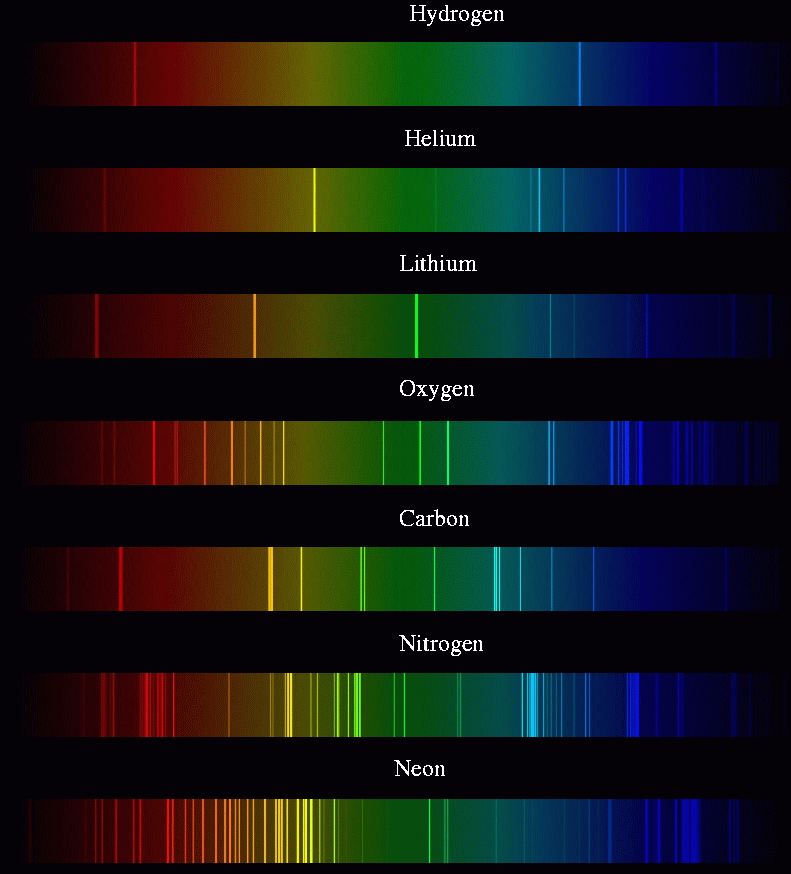 Hydrogen
Helium
Lithium
Oxygen
Carbon
Nitrogen
Neon